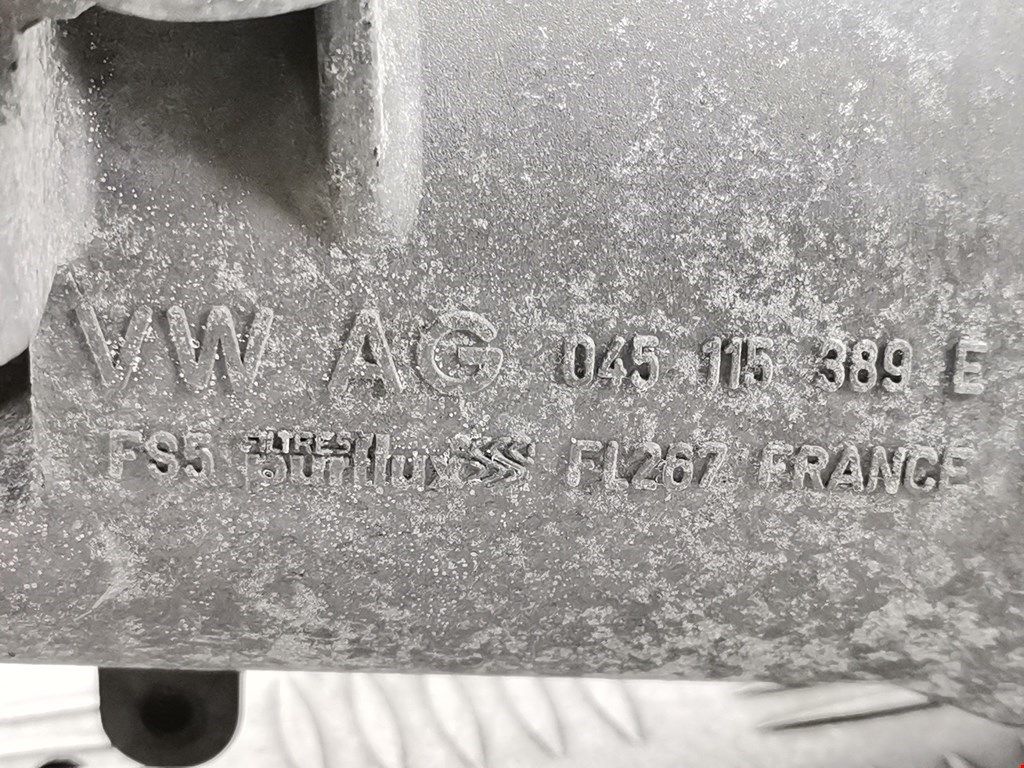 VW AG 045 115 389 E
FS5 FILTRES purflux FL267 FRANCE